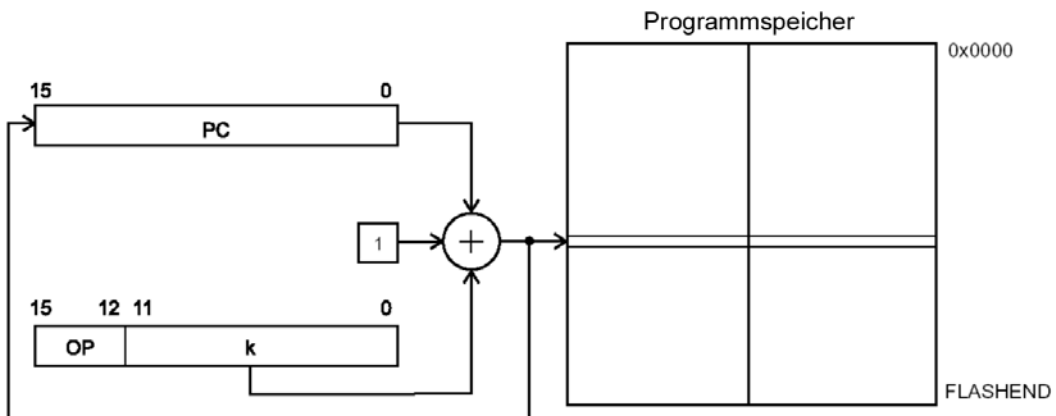 Programmspeicher
0x0000
15 0
PC
1
15 12 11 0
OP k
FLASHEND